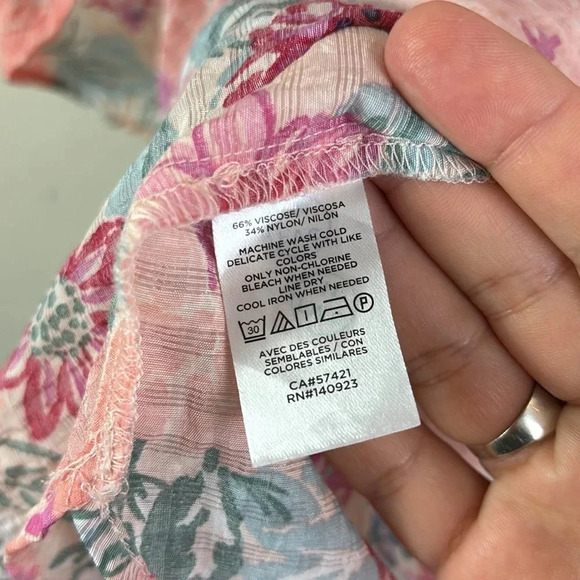 66% VISCOSE/ VISCOSA
34% NYLON/ NILÓN
MACHINE WASH COLD
DELICATE CYCLE WITH LIKE
COLORS
ONLY NON-CHLORINE
BLEACH WHEN NEEDED
LINE DRY
COOL IRON WHEN NEEDED
30 P
AVEC DES COULEURS
SEMBLABLES / CON
COLORES SIMILARES
CA#57421
RN#140923